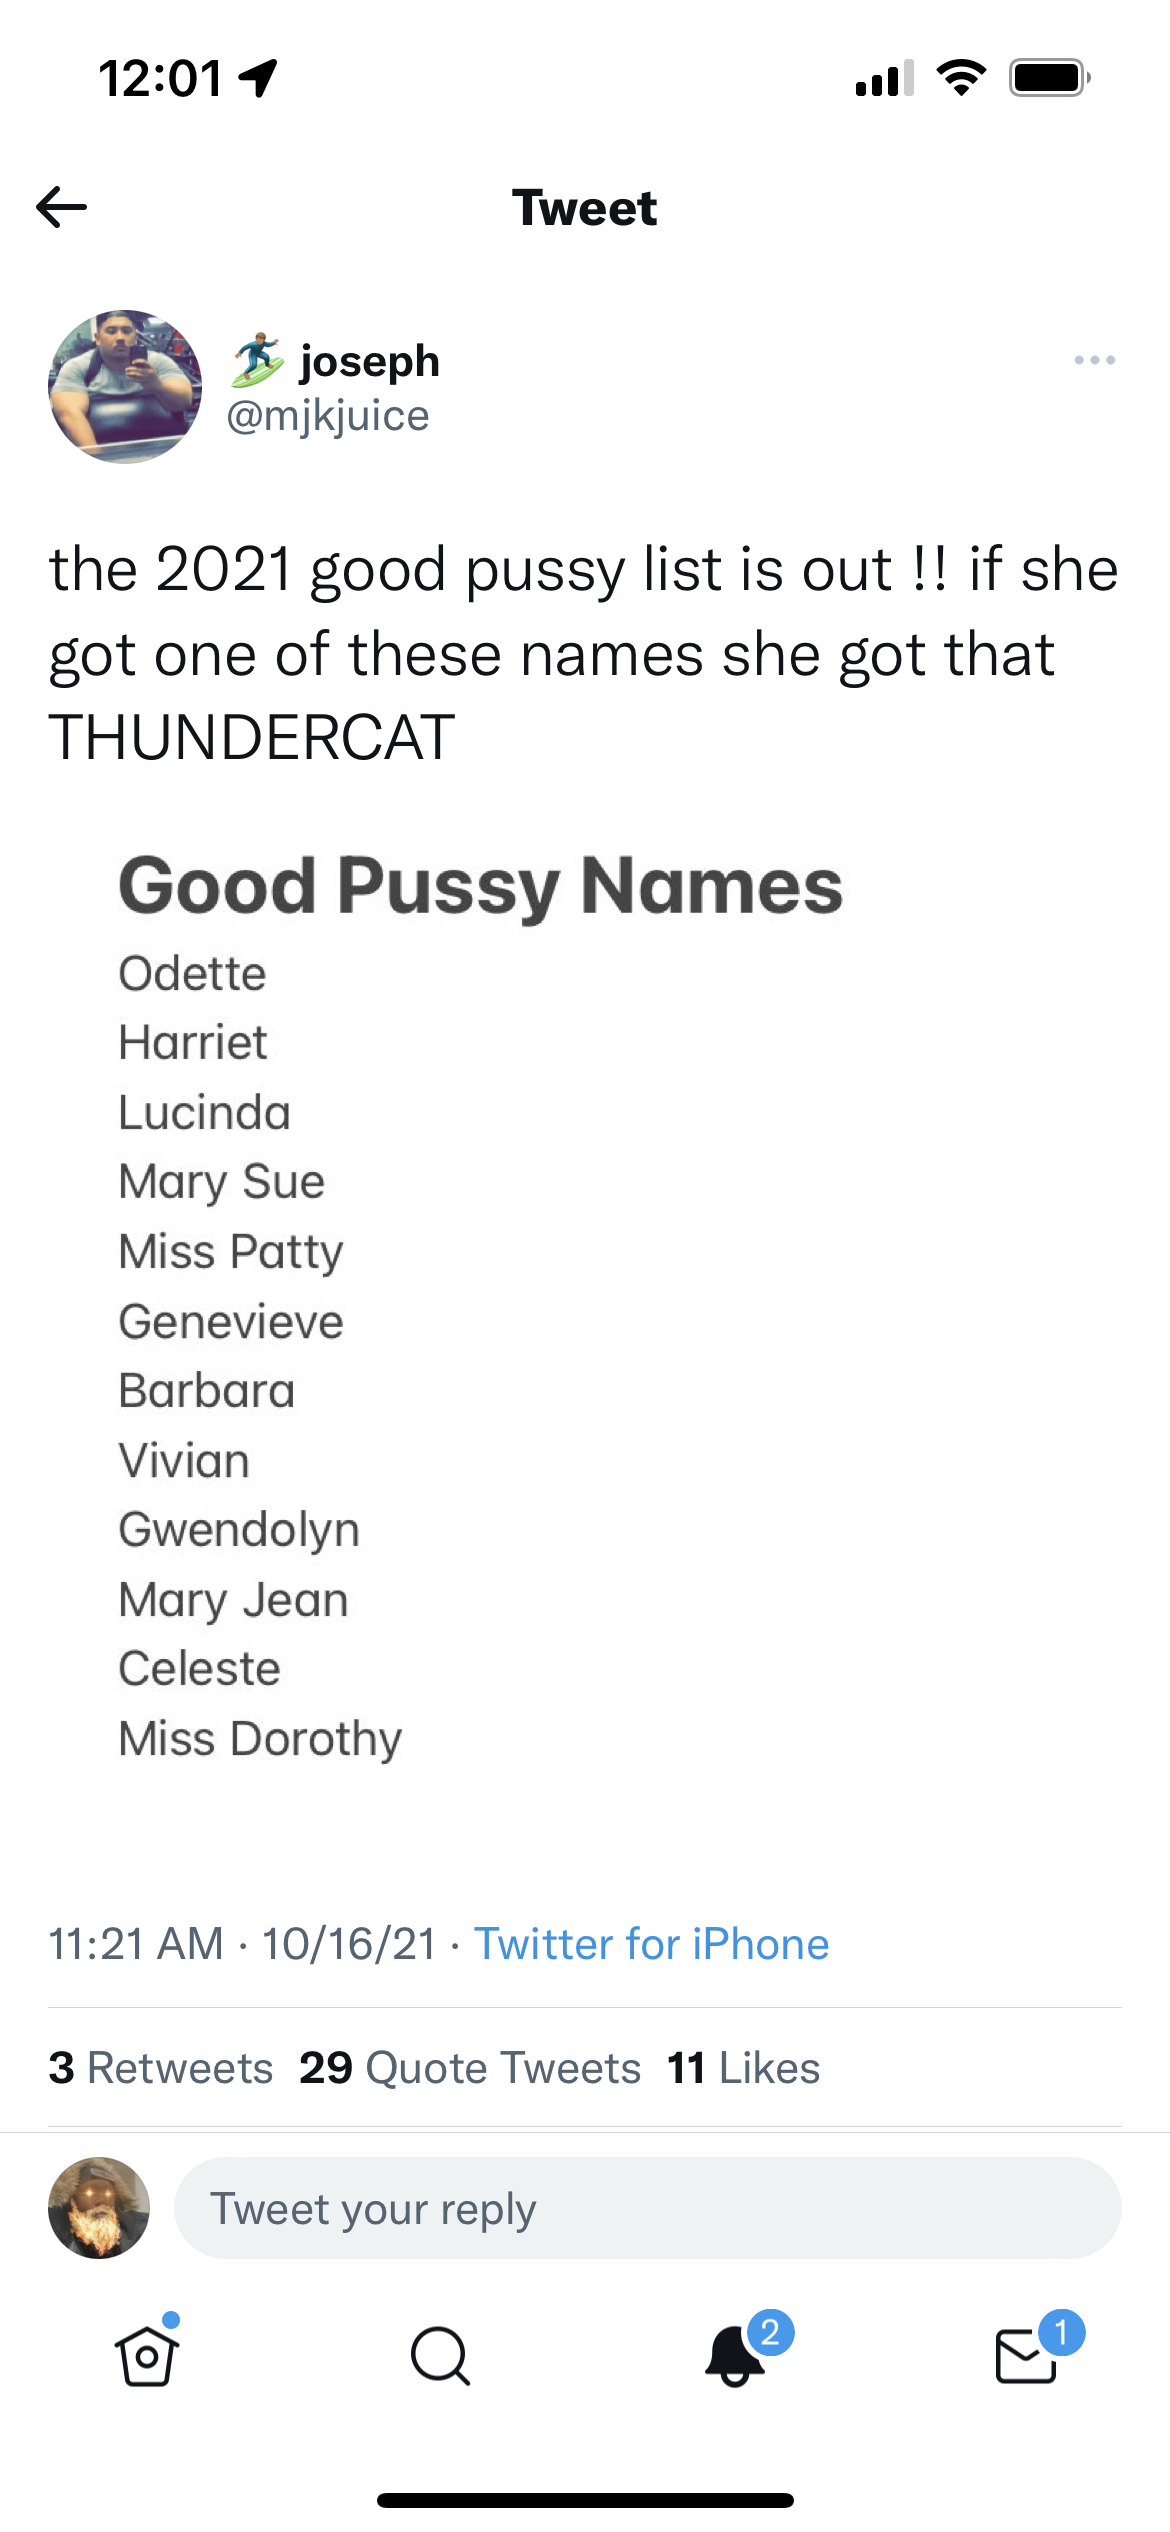 12:01
Tweet
joseph
@mjkjuice
the 2021 good pussy list is out !! if she
got one of these names she got that
THUNDERCAT
Good Pussy Names
Odette
Harriet
Lucinda
Mary Sue
Miss Patty
Genevieve
Barbara
Vivian
Gwendolyn
Mary Jean
Celeste
Miss Dorothy
11:21 AM · 10/16/21 · Twitter for iPhone
3 Retweets 29 Quote Tweets 11 Likes
Tweet your reply
2
1